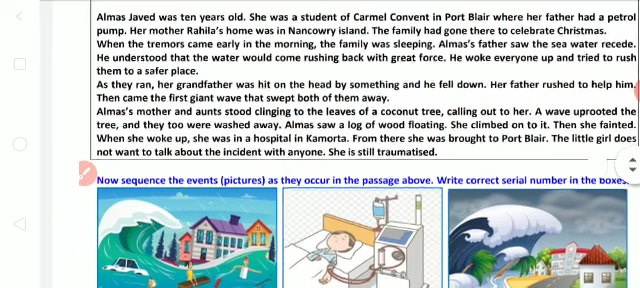 Almas Javed was ten years old. She was a student of Carmel Convent in Port Blair where her father had a petrol
pump. Her mother Rahila's home was in Nancowry island. The family had gone there to celebrate Christmas.
When the tremors came early in the morning, the family was sleeping. Almas's father saw the sea water recede.
He understood that the water would come rushing back with great force. He woke everyone up and tried to rush
them to a safer place.
As they ran, her grandfather was hit on the head by something and he fell down. Her father rushed to help him.
Then came the first giant wave that swept both of them away.
Almas's mother and aunts stood clinging to the leaves of a coconut tree, calling out to her. A wave uprooted the
tree, and they too were washed away. Almas saw a log of wood floating. She climbed on to it. Then she fainted.
When she woke up, she was in a hospital in Kamorta. From there she was brought to Port Blair. The little girl does
not want to talk about the incident with anyone. She is still traumatised.
Now sequence the events (pictures) as they occur in the passage above. Write correct serial number in the boxes.